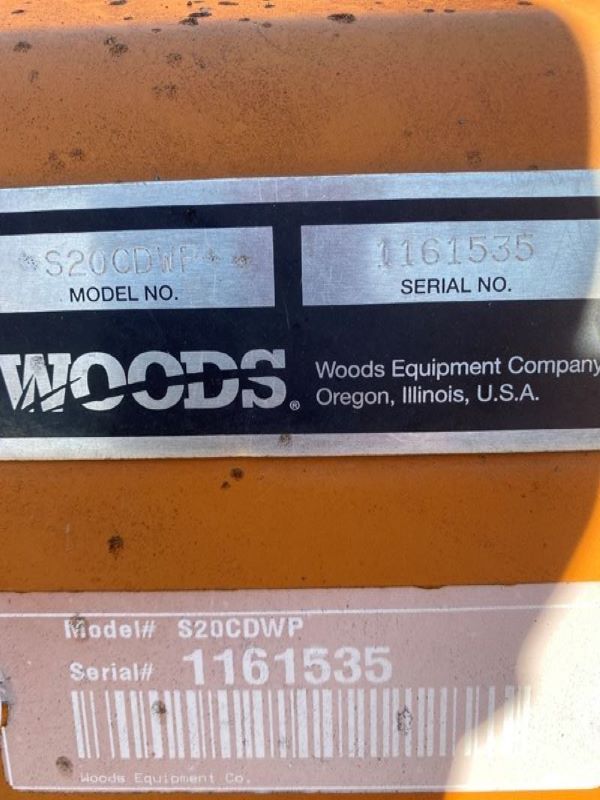 *S20CDWP** 1161535
MODEL NO. SERIAL NO.
WOODS® Woods Equipment Company
Oregon, Illinois, U.S.A.
Model# S20CDWP
Serial# 1161535
Woods Equipment Co.